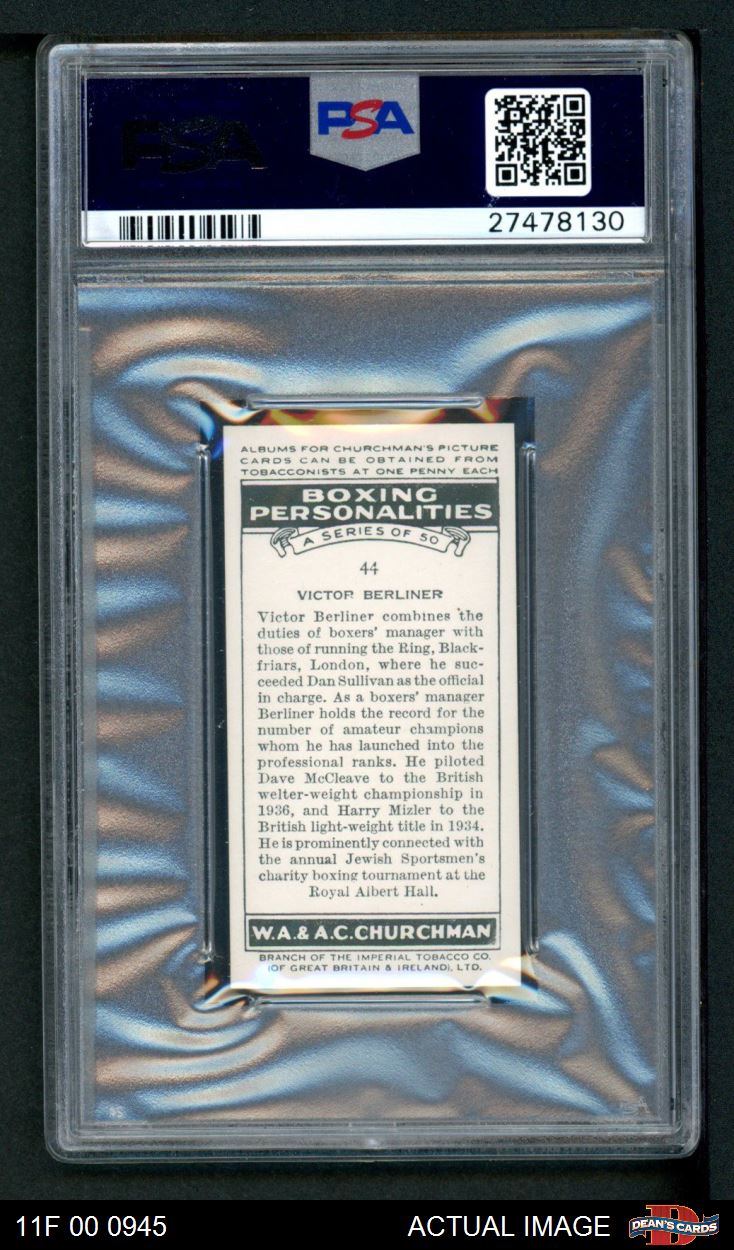 PSA
PSA
27478130
ALBUMS FOR CHURCHMAN'S PICTURE
CARDS CAN BE OBTAINED FROM
TOBACCONISTS AT ONE PENNY EACH
BOXING
PERSONALITIES
A SERIES OF 50
44
VICTOR BERLINER
Victor Berliner combines the
duties of boxers' manager with
those of running the Ring, Black-
friars, London, where he suc-
ceeded Dan Sullivan as the official
in charge. As a boxers' manager
Berliner holds the record for the
number of amateur champions
whom he has launched into the
professional ranks. He piloted
Dave McCleave to the British
welter-weight championship in
1936, and Harry Mizler to the
British light-weight title in 1934.
He is prominently connected with
the annual Jewish Sportsmen's
charity boxing tournament at the
Royal Albert Hall.
W.A. & A.C. CHURCHMAN
BRANCH OF THE IMPERIAL TOBACCO CO.
(OF GREAT BRITAIN & IRELAND), LTD.
11F 00 0945
ACTUAL IMAGE
DEAN'S CARDS